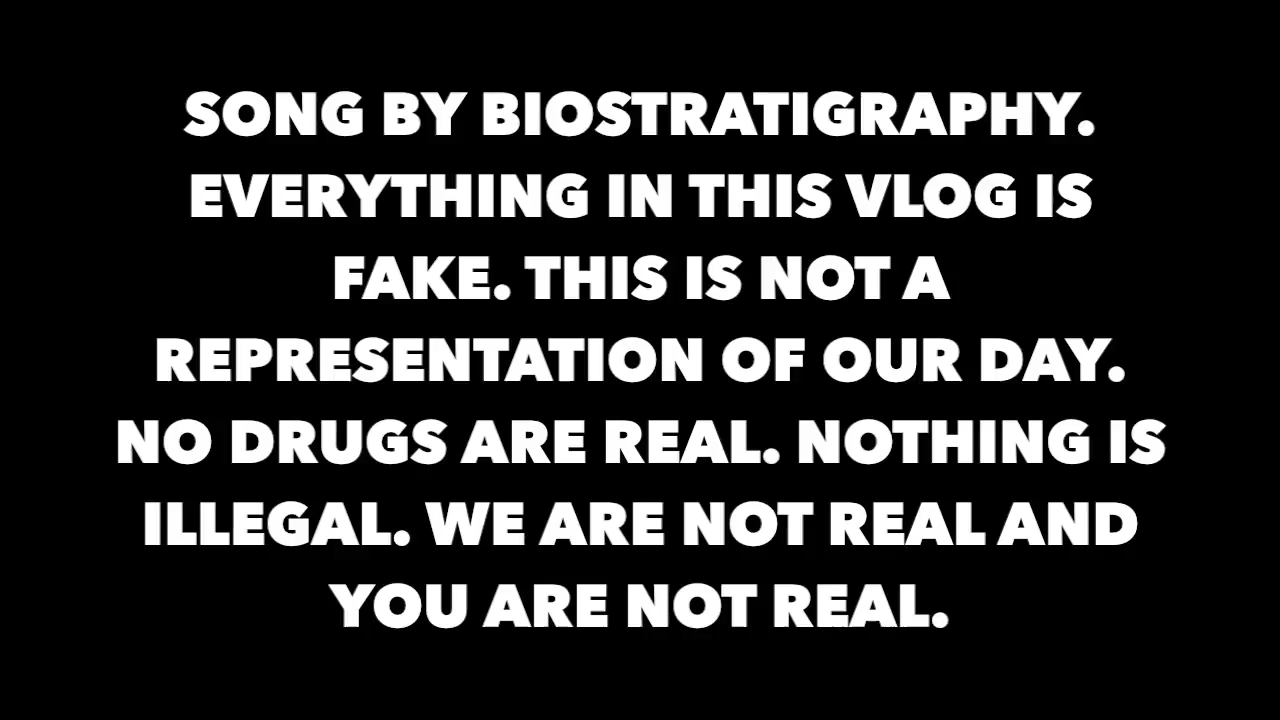 SONG BY BIOSTRATIGRAPHY.
EVERYTHING IN THIS VLOG IS
FAKE. THIS IS NOT A
REPRESENTATION OF OUR DAY.
NO DRUGS ARE REAL. NOTHING IS
ILLEGAL. WE ARE NOT REAL AND
YOU ARE NOT REAL.